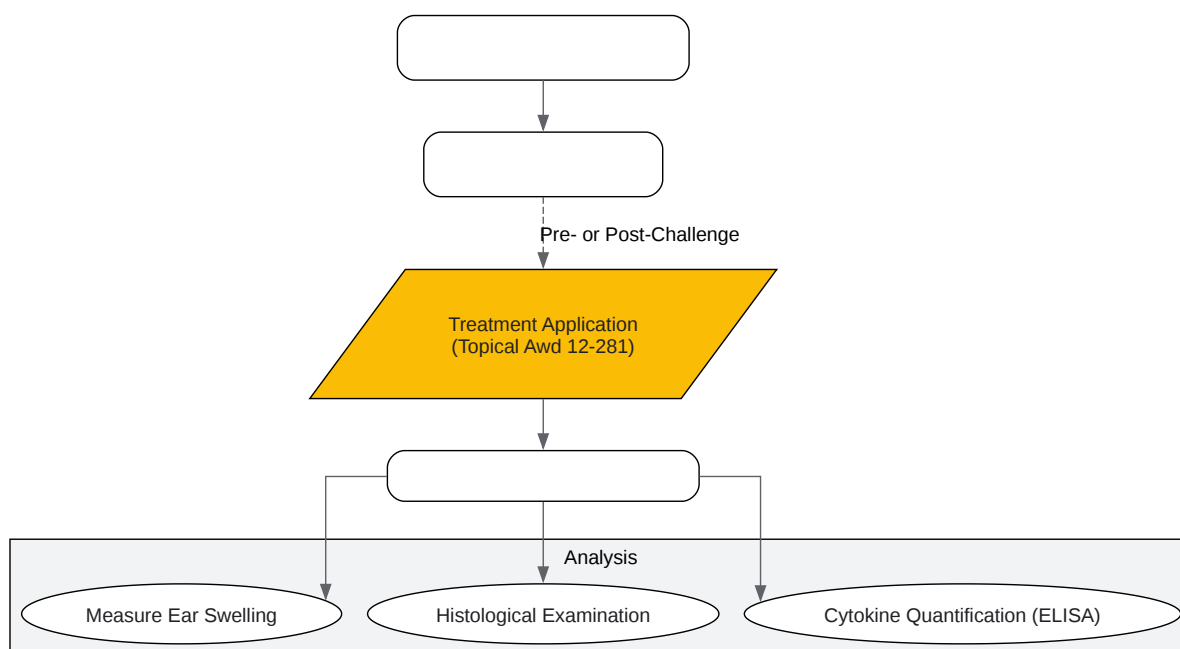 Pre- or Post-Challenge
Treatment Application
(Topical Awd 12-281)
Analysis
Measure Ear Swelling
Histological Examination
Cytokine Quantification (ELISA)